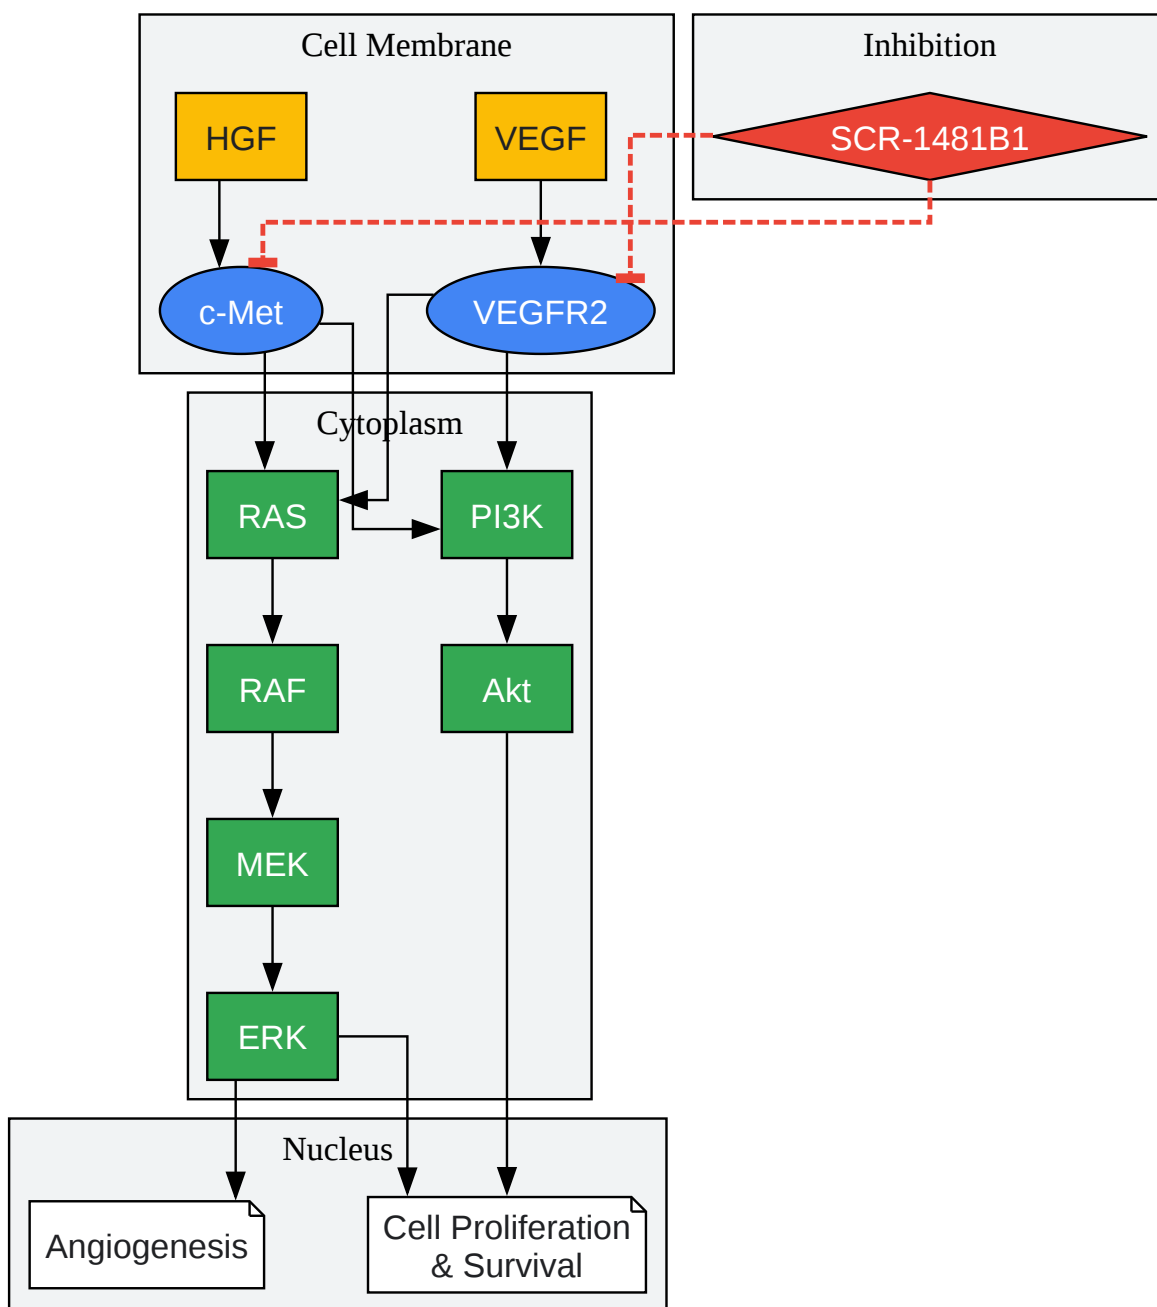 Cell Membrane
Inhibition
HGF
VEGF
SCR-1481B1
c-Met
VEGFR2
Cytoplasm
RAS
PI3K
RAF
Akt
MEK
ERK
Nucleus
Angiogenesis
Cell Proliferation
& Survival